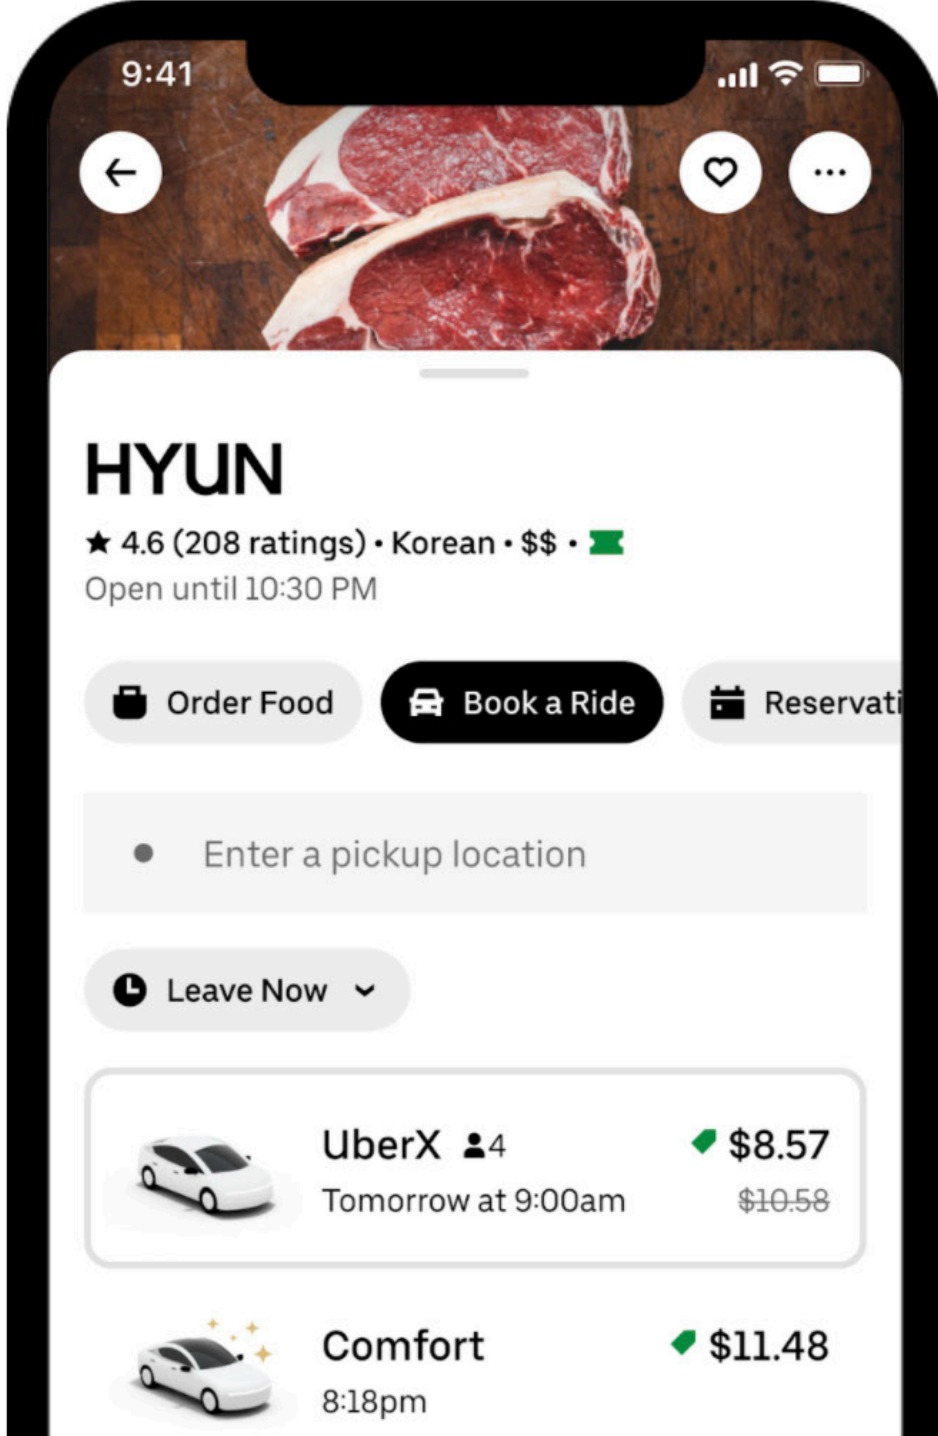 9:41
HYUN
★ 4.6 (208 ratings) • Korean • $$ •
Open until 10:30 PM
Order Food
Book a Ride
Reservati
Enter a pickup location
Leave Now
UberX 4 $8.57
Tomorrow at 9:00am $10.58
Comfort $11.48
8:18pm